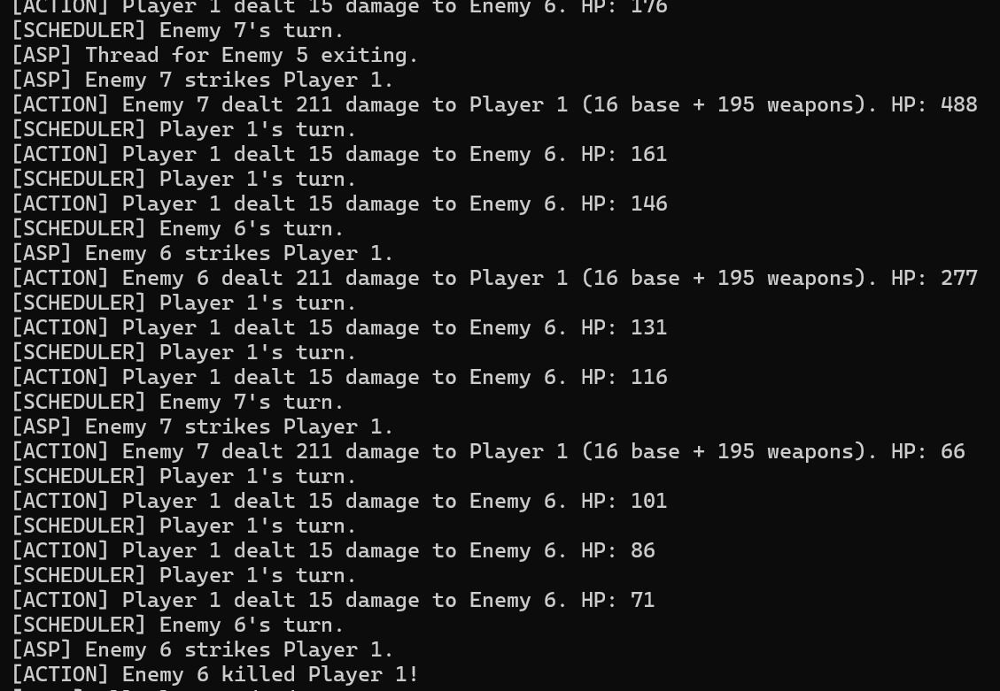 [ACTION] Player 1 dealt 15 damage to Enemy 6. HP: 176
[SCHEDULER] Enemy 7's turn.
[ASP] Thread for Enemy 5 exiting.
[ASP] Enemy 7 strikes Player 1.
[ACTION] Enemy 7 dealt 211 damage to Player 1 (16 base + 195 weapons). HP: 488
[SCHEDULER] Player 1's turn.
[ACTION] Player 1 dealt 15 damage to Enemy 6. HP: 161
[SCHEDULER] Player 1's turn.
[ACTION] Player 1 dealt 15 damage to Enemy 6. HP: 146
[SCHEDULER] Enemy 6's turn.
[ASP] Enemy 6 strikes Player 1.
[ACTION] Enemy 6 dealt 211 damage to Player 1 (16 base + 195 weapons). HP: 277
[SCHEDULER] Player 1's turn.
[ACTION] Player 1 dealt 15 damage to Enemy 6. HP: 131
[SCHEDULER] Player 1's turn.
[ACTION] Player 1 dealt 15 damage to Enemy 6. HP: 116
[SCHEDULER] Enemy 7's turn.
[ASP] Enemy 7 strikes Player 1.
[ACTION] Enemy 7 dealt 211 damage to Player 1 (16 base + 195 weapons). HP: 66
[SCHEDULER] Player 1's turn.
[ACTION] Player 1 dealt 15 damage to Enemy 6. HP: 101
[SCHEDULER] Player 1's turn.
[ACTION] Player 1 dealt 15 damage to Enemy 6. HP: 86
[SCHEDULER] Player 1's turn.
[ACTION] Player 1 dealt 15 damage to Enemy 6. HP: 71
[SCHEDULER] Enemy 6's turn.
[ASP] Enemy 6 strikes Player 1.
[ACTION] Enemy 6 killed Player 1!